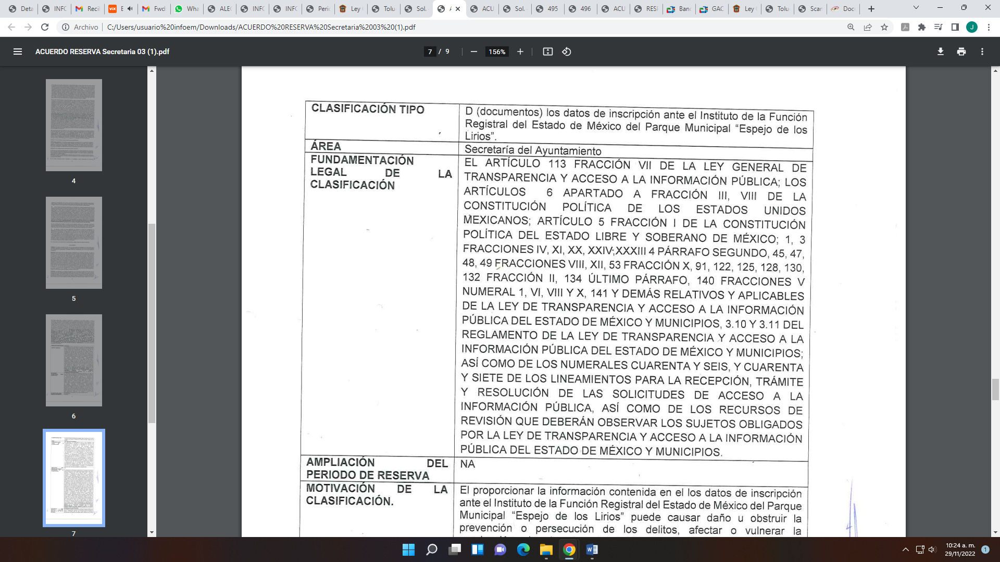 Deta
INFO
Recil
E
Fwd
Wha
ALEC
INFC
INFC
Peric
Ley
Tolu
Sol.
ACU
Sol.
495
496
ACU
RESI
Banc
GAC
Ley
Tolu
Scar
Doc
Archivo
C:/Users/usuario%20infoem/Downloads/ACUERDO%20RESERVA%20Secretaria%2003%20(1).pdf
J
ACUERDO RESERVA Secretaria 03 (1).pdf
7 / 9
156%
4
5
6
7
CLASIFICACIÓN TIPO
D (documentos) los datos de inscripción ante el Instituto de la Función
Registral del Estado de México del Parque Municipal “Espejo de los
Lirios”.
ÁREA
Secretaría del Ayuntamiento
FUNDAMENTACIÓN
LEGAL DE LA
CLASIFICACIÓN
EL ARTÍCULO 113 FRACCIÓN VII DE LA LEY GENERAL DE
TRANSPARENCIA Y ACCESO A LA INFORMACIÓN PÚBLICA; LOS
ARTÍCULOS 6 APARTADO A FRACCIÓN III, VIII DE LA
CONSTITUCIÓN POLÍTICA DE LOS ESTADOS UNIDOS
MEXICANOS; ARTÍCULO 5 FRACCIÓN I DE LA CONSTITUCIÓN
POLÍTICA DEL ESTADO LIBRE Y SOBERANO DE MÉXICO; 1, 3
FRACCIONES IV, XI, XX, XXIV,XXXIII 4 PÁRRAFO SEGUNDO, 45, 47,
48, 49 FRACCIONES VIII, XII, 53 FRACCIÓN X, 91, 122, 125, 128, 130,
132 FRACCIÓN II, 134 ÚLTIMO PÁRRAFO, 140 FRACCIONES V
NUMERAL 1, VI, VIII Y X, 141 Y DEMÁS RELATIVOS Y APLICABLES
DE LA LEY DE TRANSPARENCIA Y ACCESO A LA INFORMACIÓN
PÚBLICA DEL ESTADO DE MÉXICO Y MUNICIPIOS, 3.10 Y 3.11 DEL
REGLAMENTO DE LA LEY DE TRANSPARENCIA Y ACCESO A LA
INFORMACIÓN PÚBLICA DEL ESTADO DE MÉXICO Y MUNICIPIOS;
ASÍ COMO DE LOS NUMERALES CUARENTA Y SEIS, Y CUARENTA
Y SIETE DE LOS LINEAMIENTOS PARA LA RECEPCIÓN, TRÁMITE
Y RESOLUCIÓN DE LAS SOLICITUDES DE ACCESO A LA
INFORMACIÓN PÚBLICA, ASÍ COMO DE LOS RECURSOS DE
REVISIÓN QUE DEBERÁN OBSERVAR LOS SUJETOS OBLIGADOS
POR LA LEY DE TRANSPARENCIA Y ACCESO A LA INFORMACIÓN
PÚBLICA DEL ESTADO DE MÉXICO Y MUNICIPIOS.
AMPLIACIÓN DEL
PERIODO DE RESERVA
NA
MOTIVACIÓN DE LA
CLASIFICACIÓN.
El proporcionar la información contenida en el los datos de inscripción
ante el Instituto de la Función Registral del Estado de México del Parque
Municipal “Espejo de los Lirios” puede causar daño u obstruir la
prevención o persecución de los delitos, afectar o vulnerar la
10:24 a. m.
29/11/2022
1